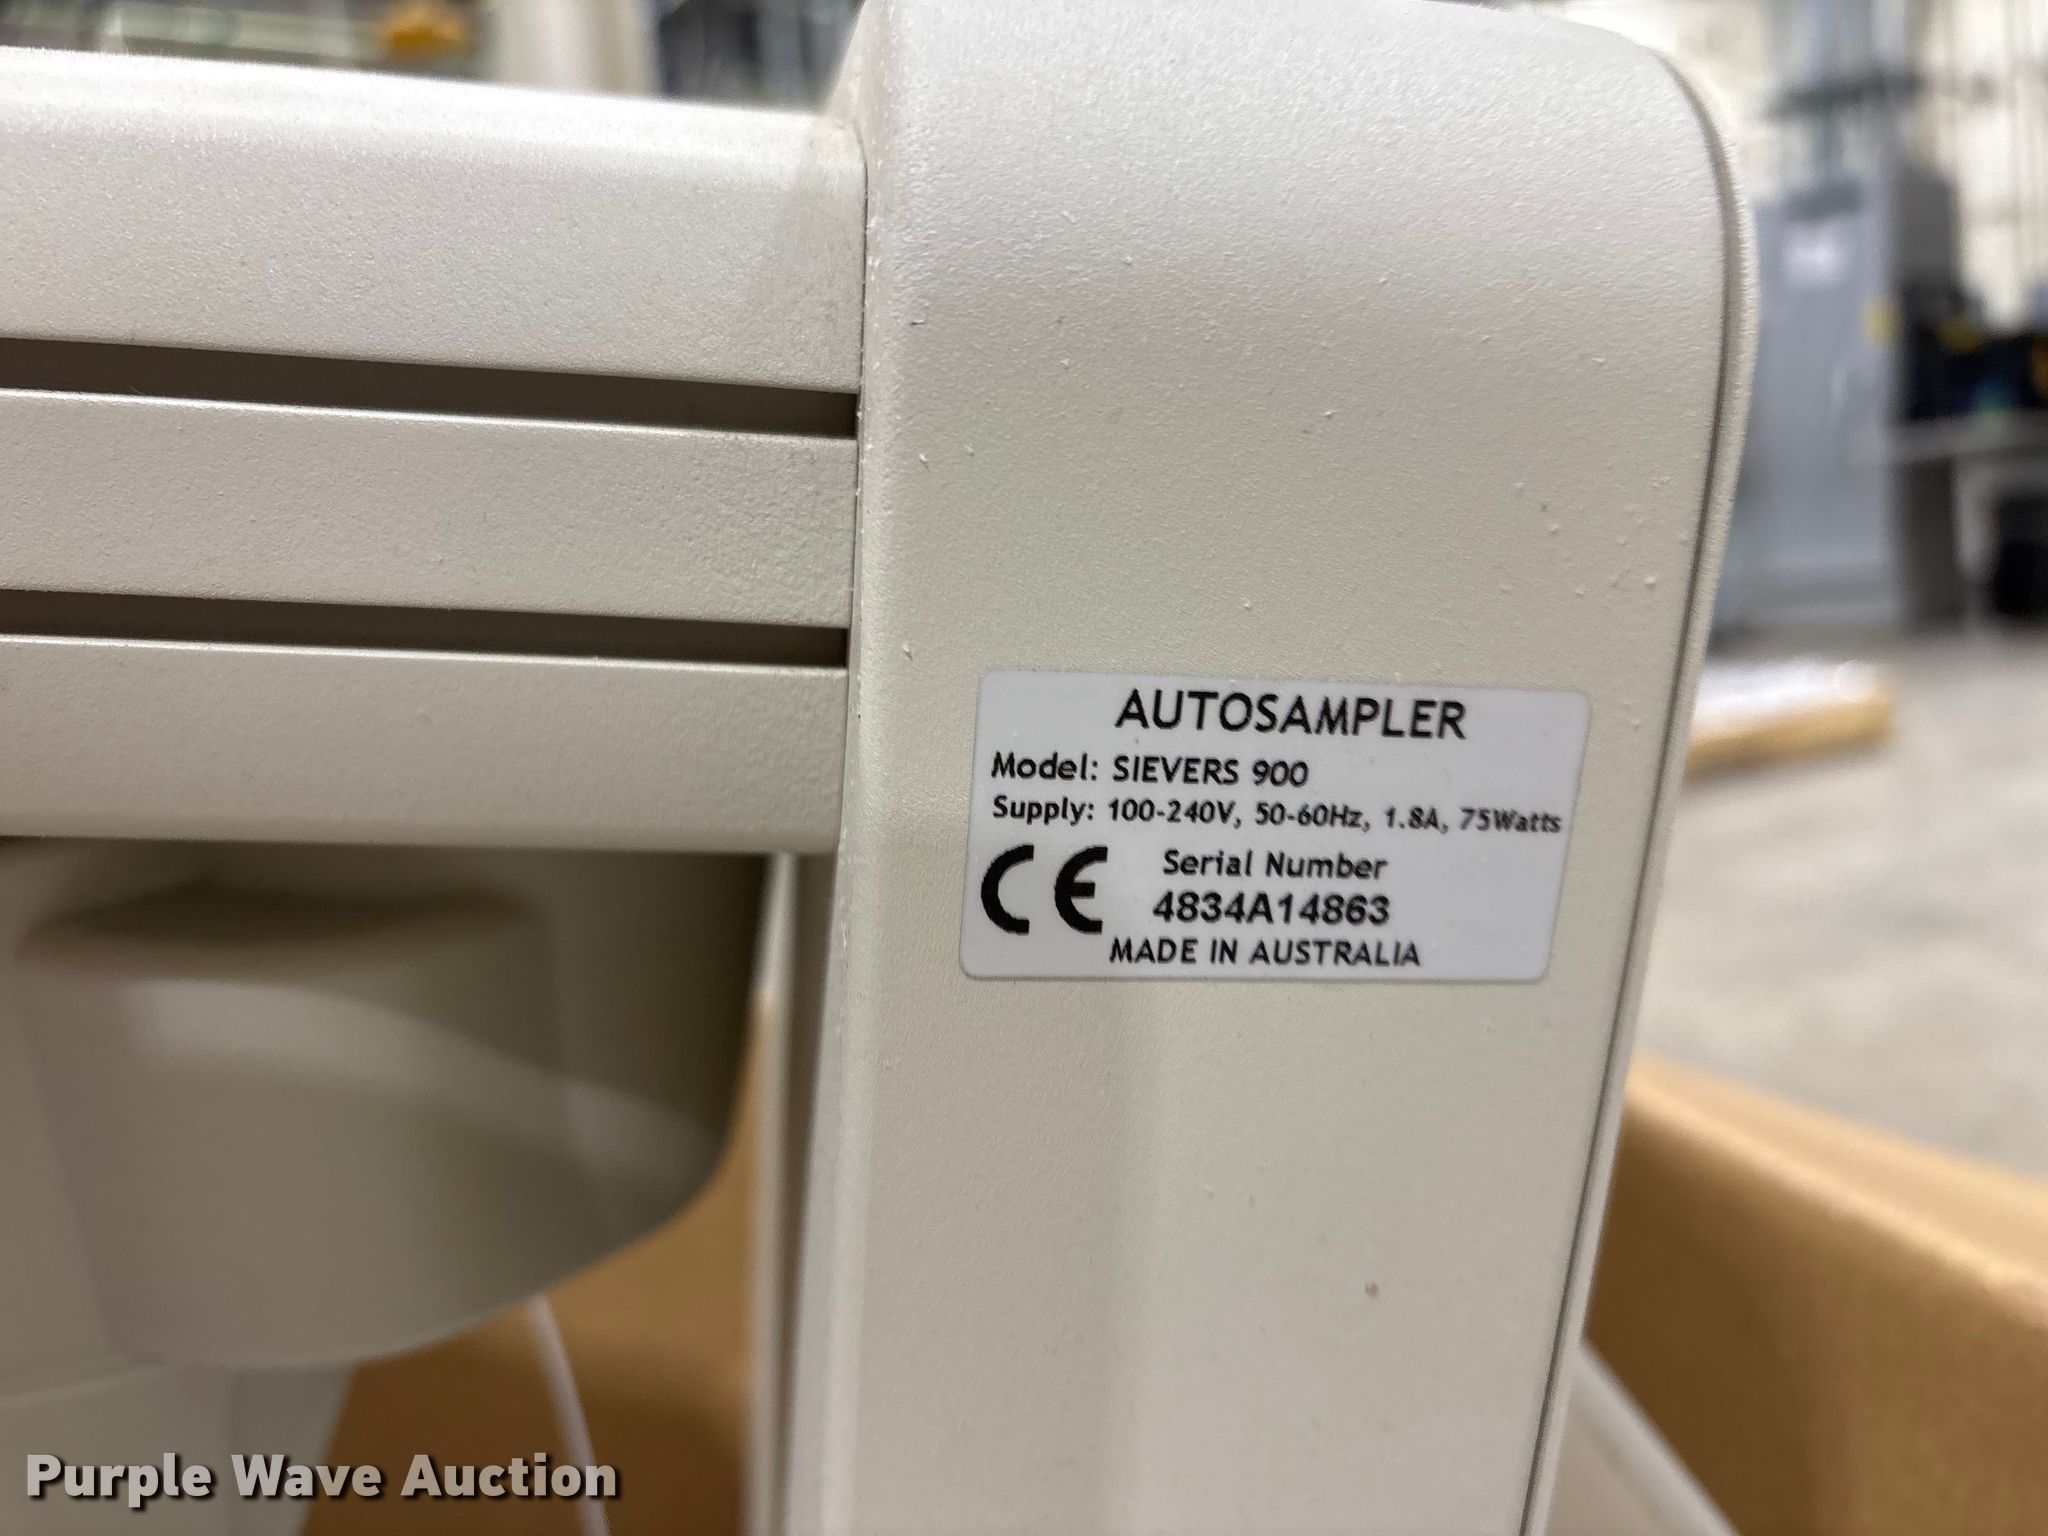 AUTOSAMPLER
Model: SIEVERS 900
Supply: 100-240V, 50-60Hz, 1.8A, 75Watts
CE Serial Number
4834A14863
MADE IN AUSTRALIA
Purple Wave Auction